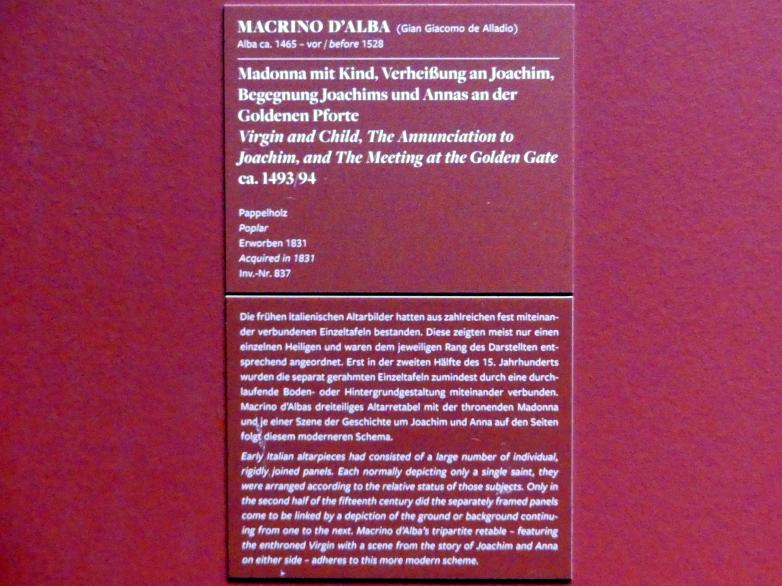 MACRINO D'ALBA (Gian Giacomo de Alladio)
Alba ca. 1465 – vor / before 1528
Madonna mit Kind, Verheißung an Joachim,
Begegnung Joachims und Annas an der
Goldenen Pforte
Virgin and Child, The Annunciation to
Joachim, and The Meeting at the Golden Gate
ca. 1493/94
Pappelholz
Poplar
Erworben 1831
Acquired in 1831
Inv.-Nr. 837
Die frühen italienischen Altarbilder hatten aus zahlreichen fest miteinan-
der verbundenen Einzeltafeln bestanden. Diese zeigten meist nur einen
einzelnen Heiligen und waren dem jeweiligen Rang des Darstellten ent-
sprechend angeordnet. Erst in der zweiten Hälfte des 15. Jahrhunderts
wurden die separat gerahmten Einzeltafeln zumindest durch eine durch-
laufende Boden- oder Hintergrundgestaltung miteinander verbunden.
Macrino d'Albas dreiteiliges Altarretabel mit der thronenden Madonna
und je einer Szene der Geschichte um Joachim und Anna auf den Seiten
folgt diesem moderneren Schema.
Early Italian altarpieces had consisted of a large number of individual,
rigidly joined panels. Each normally depicting only a single saint, they
were arranged according to the relative status of those subjects. Only in
the second half of the fifteenth century did the separately framed panels
come to be linked by a depiction of the ground or background continu-
ing from one to the next. Macrino d'Alba's tripartite retable – featuring
the enthroned Virgin with a scene from the story of Joachim and Anna
on either side – adheres to this more modern scheme.